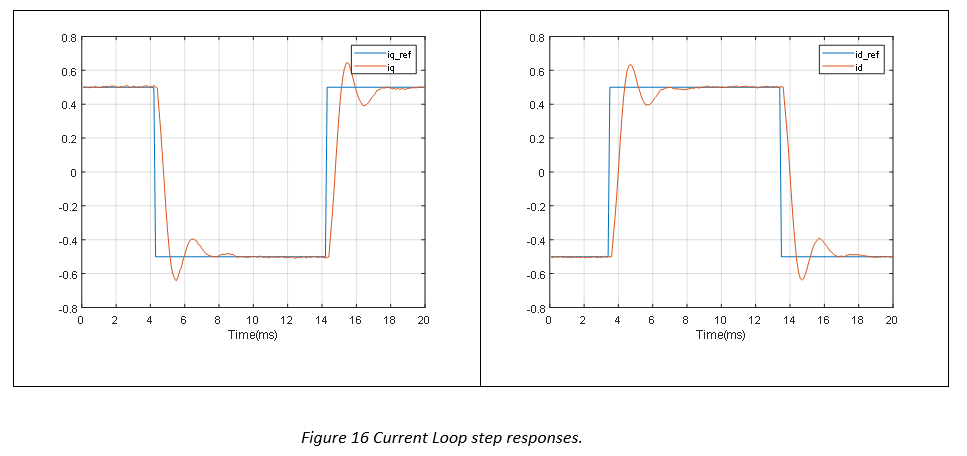 0.8
0.6
0.4
0.2
0
-0.2
-0.4
-0.6
-0.8
0 2 4 6 8 10 12 14 16 18 20
Time(ms)
iq_ref
iq
0.8
0.6
0.4
0.2
0
-0.2
-0.4
-0.6
-0.8
0 2 4 6 8 10 12 14 16 18 20
Time(ms)
id_ref
id
Figure 16 Current Loop step responses.